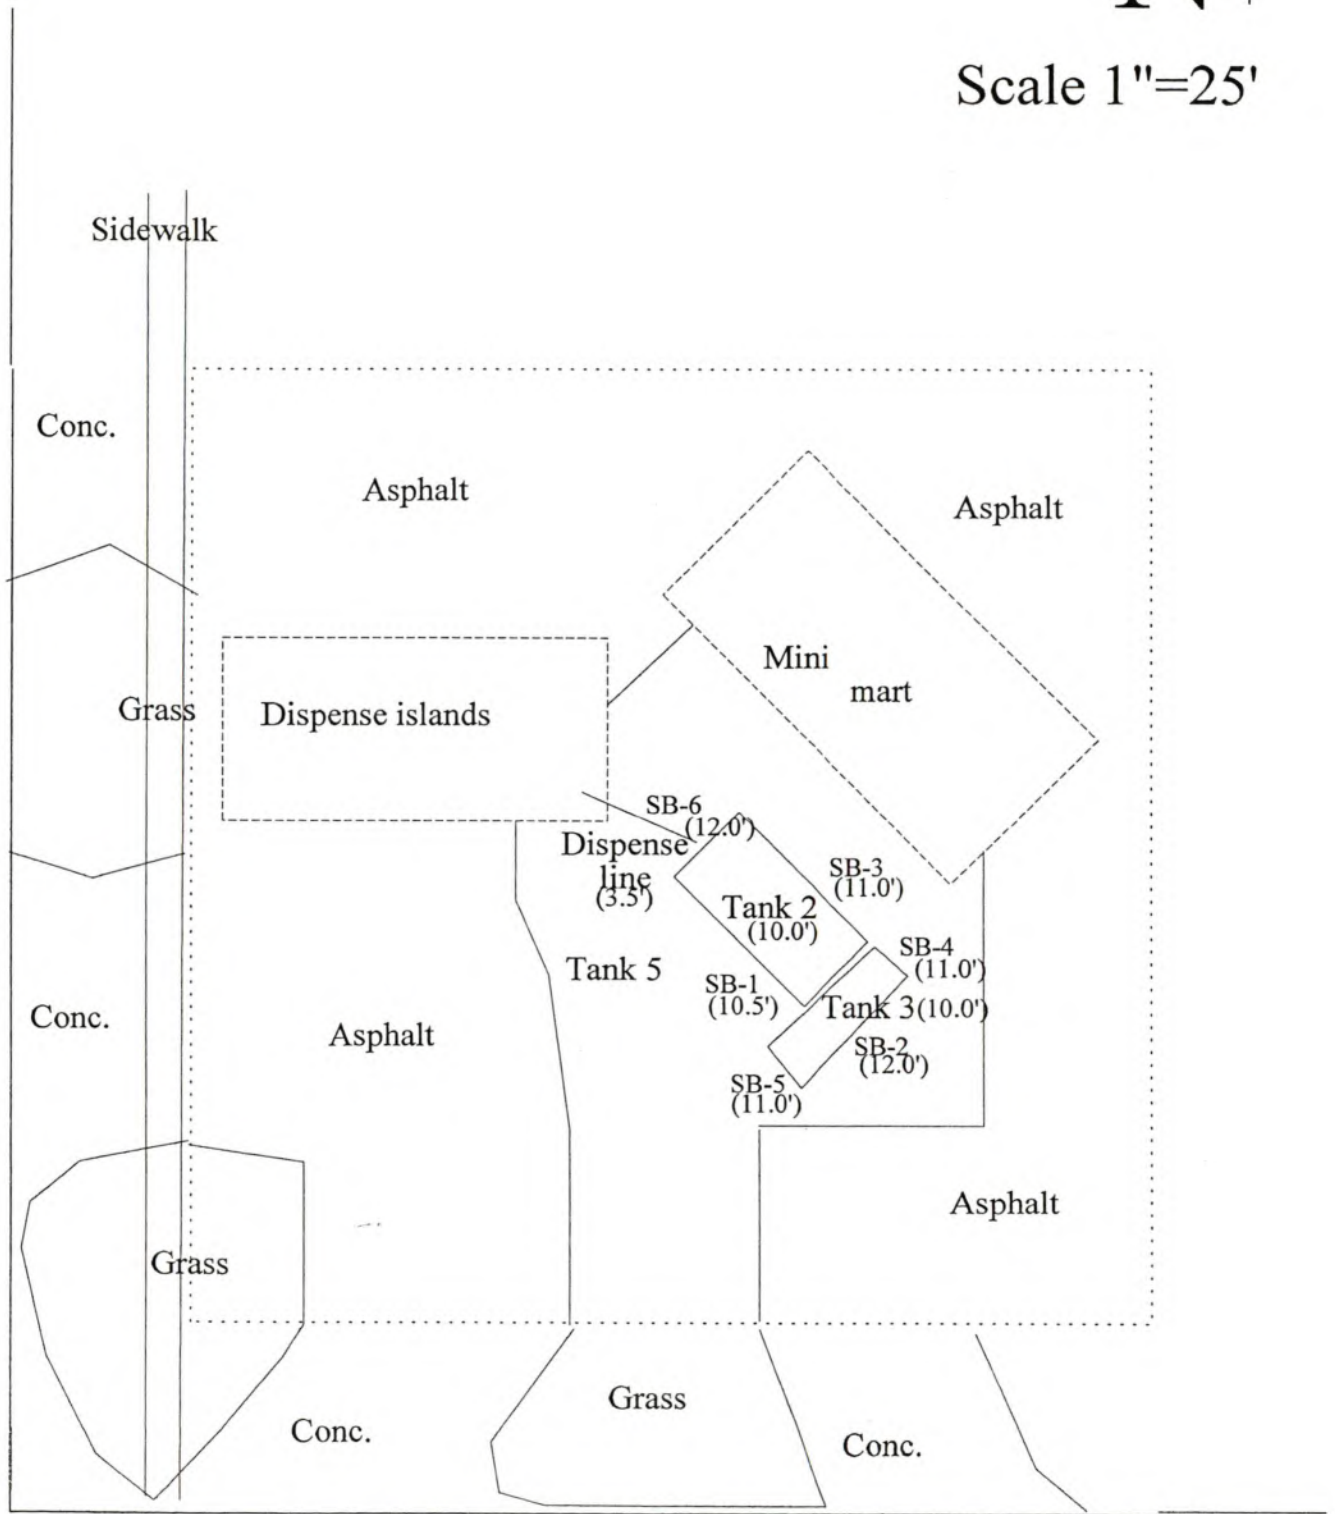 Scale 1"=25'
Sidewalk
Conc.
Asphalt
Asphalt
Mini
mart
Grass
Dispense islands
SB-6
(12.0')
Dispense
line
(3.5')
SB-3
(11.0')
Tank 2
(10.0')
SB-4
(11.0')
Tank 5
SB-1
(10.5')
Tank 3(10.0')
Conc.
Asphalt
SB-2
(12.0')
SB-5
(11.0')
Asphalt
Grass
Grass
Conc.
Conc.